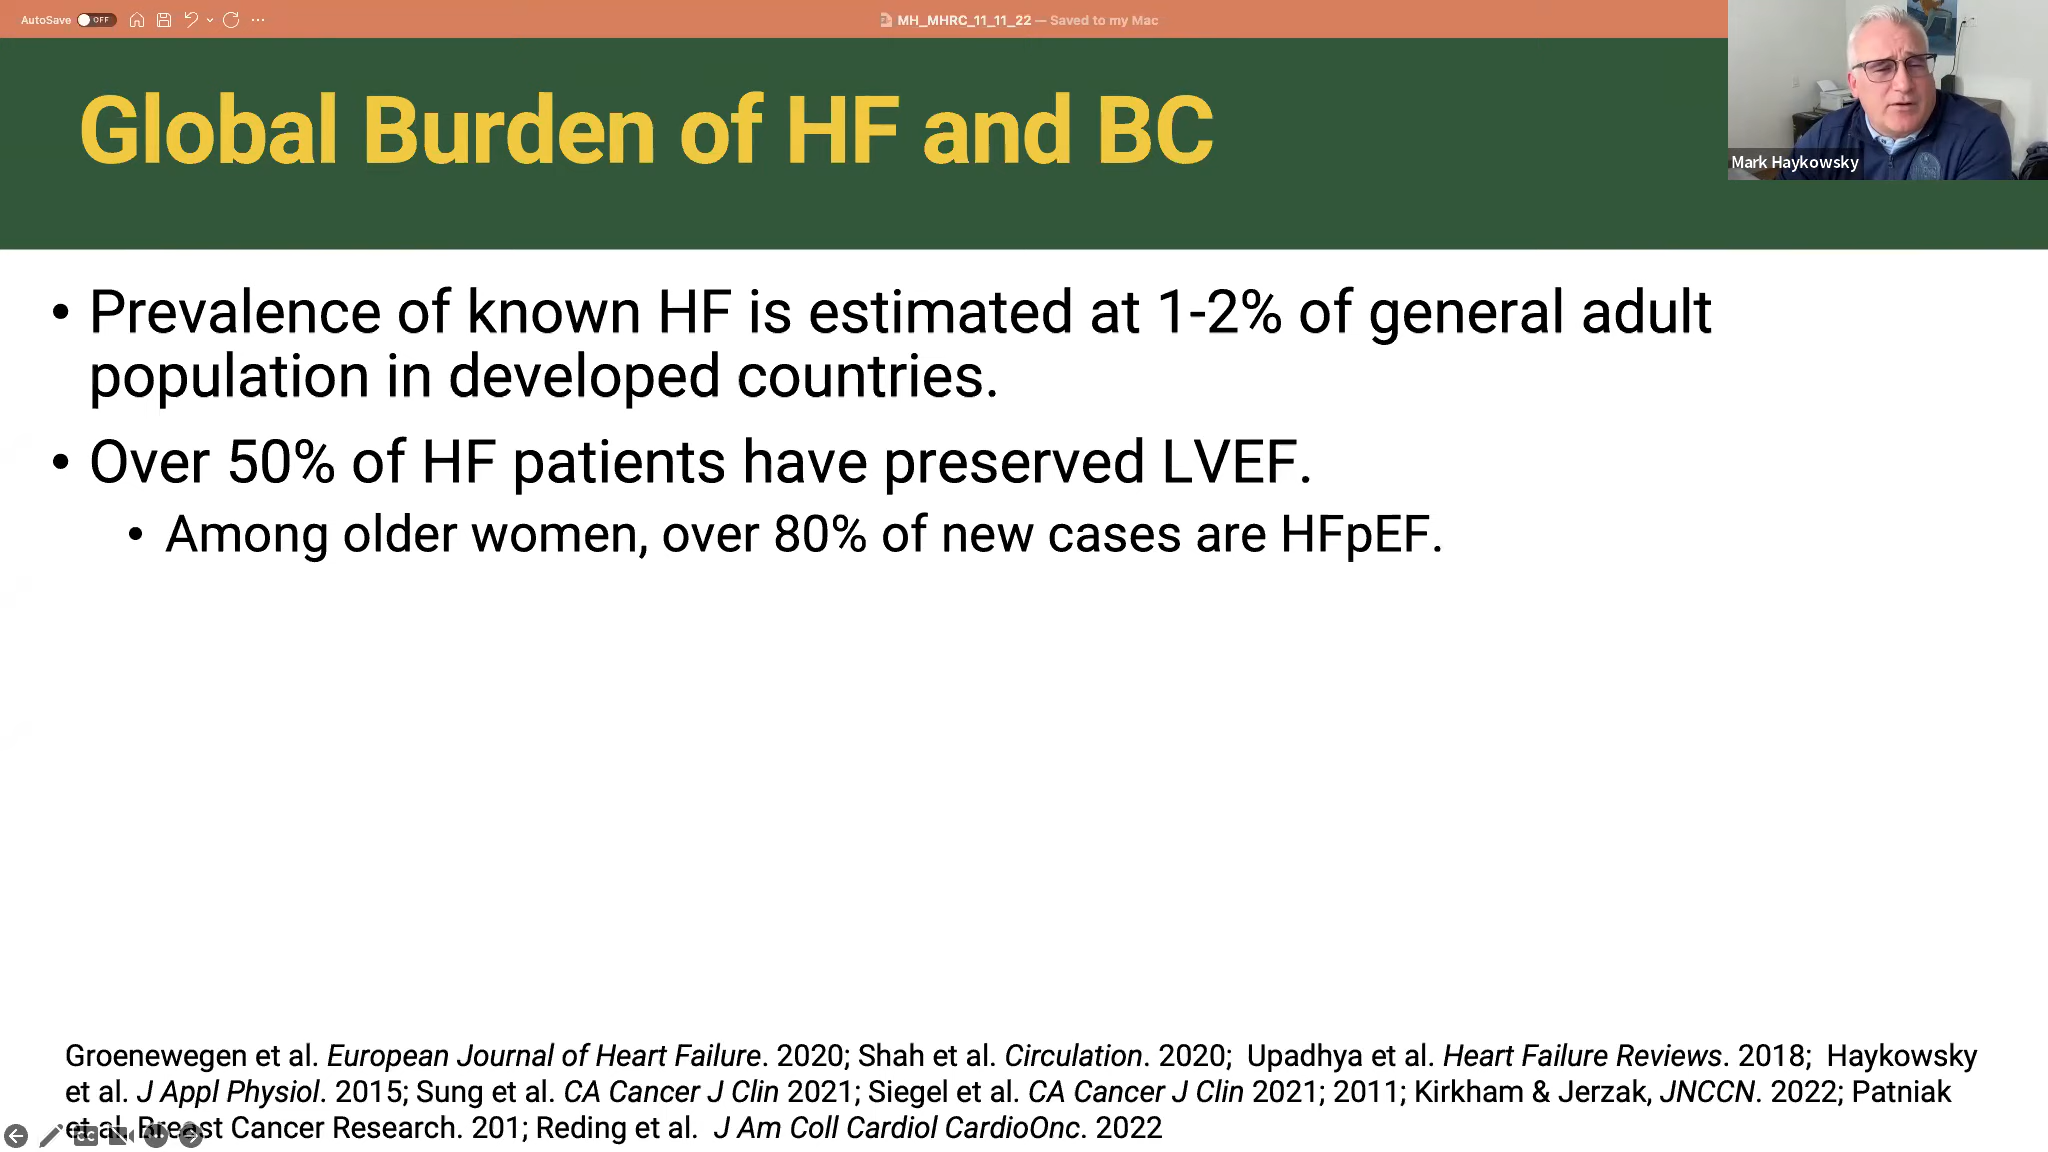 AutoSave OFF
MH_MHRC_11_11_22 — Saved to my Mac
Global Burden of HF and BC
Mark Haykowsky
• Prevalence of known HF is estimated at 1-2% of general adult
population in developed countries.
• Over 50% of HF patients have preserved LVEF.
• Among older women, over 80% of new cases are HFpEF.
Groenewegen et al. European Journal of Heart Failure. 2020; Shah et al. Circulation. 2020; Upadhya et al. Heart Failure Reviews. 2018; Haykowsky
et al. J Appl Physiol. 2015; Sung et al. CA Cancer J Clin 2021; Siegel et al. CA Cancer J Clin 2021; 2011; Kirkham & Jerzak, JNCCN. 2022; Patniak
et al. Breast Cancer Research. 201; Reding et al. J Am Coll Cardiol CardioOnc. 2022